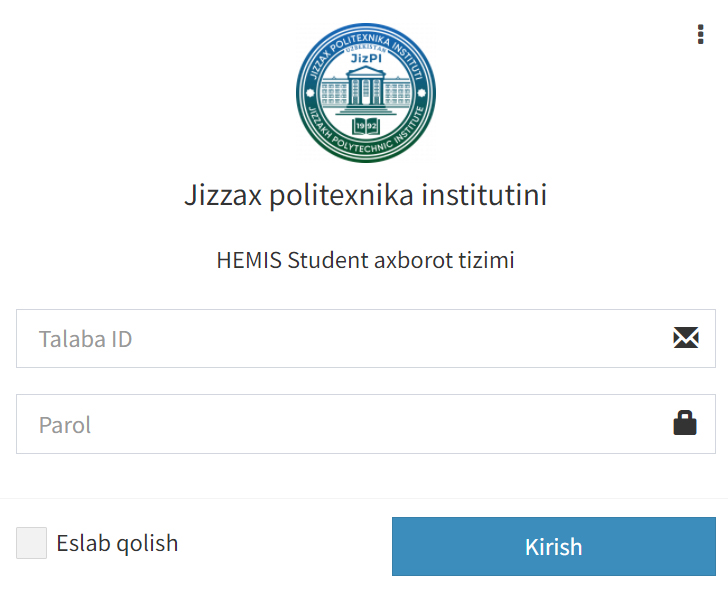 JIZZAX POLITEXNIKA INSTITUTI
UZBEKISTAN
JizPI
1992
JIZZAKH POLYTECHNIC INSTITUTE
Jizzax politexnika institutini
HEMIS Student axborot tizimi
Talaba ID
Parol
Eslab qolish
Kirish